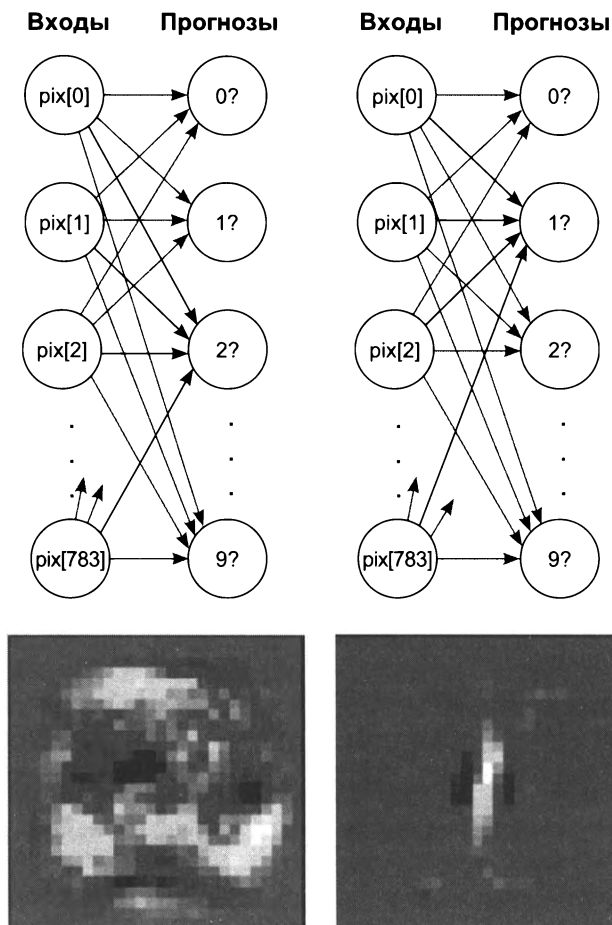 Входы Прогнозы Входы Прогнозы
pix[0] 0? pix[0] 0?
pix[1] 1? pix[1] 1?
pix[2] 2? pix[2] 2?
pix[783] 9? pix[783] 9?